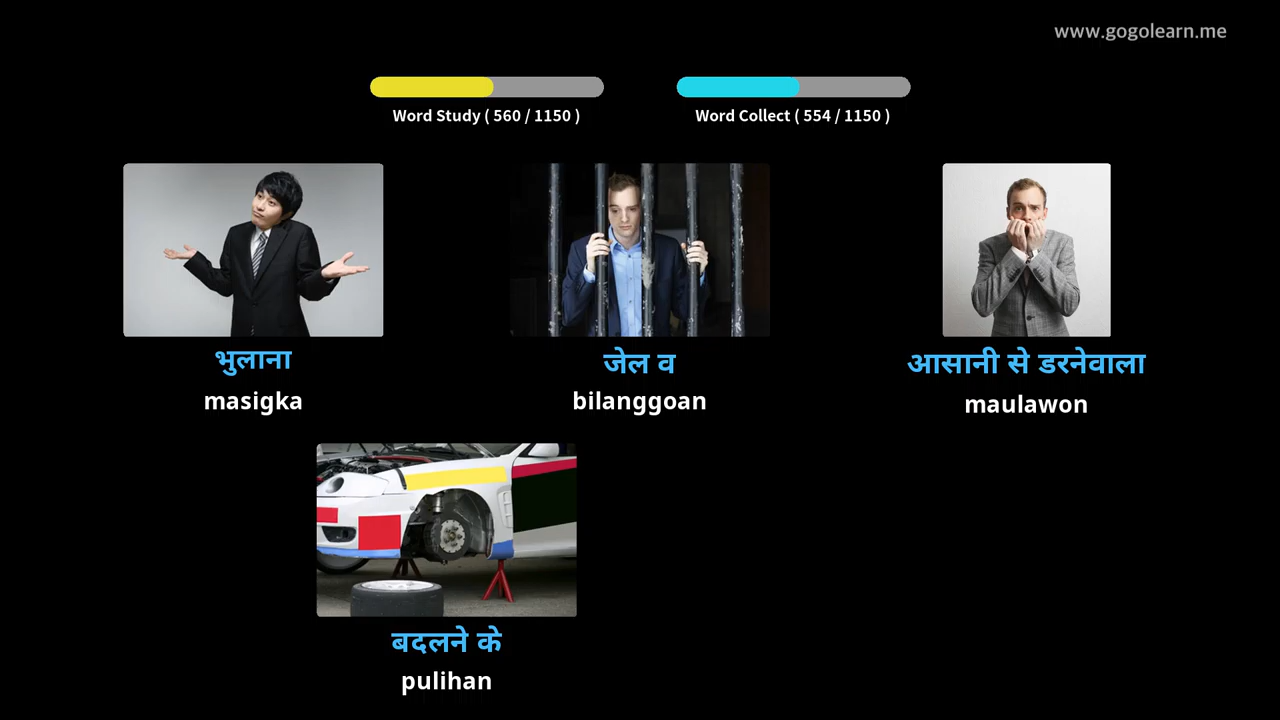 www.gogolearn.me
Word Study ( 560 / 1150 )
Word Collect ( 554 / 1150 )
भुलाना
masigka
जेल व
bilanggoan
आसानी से डरनेवाला
maulawon
बदलने के
pulihan